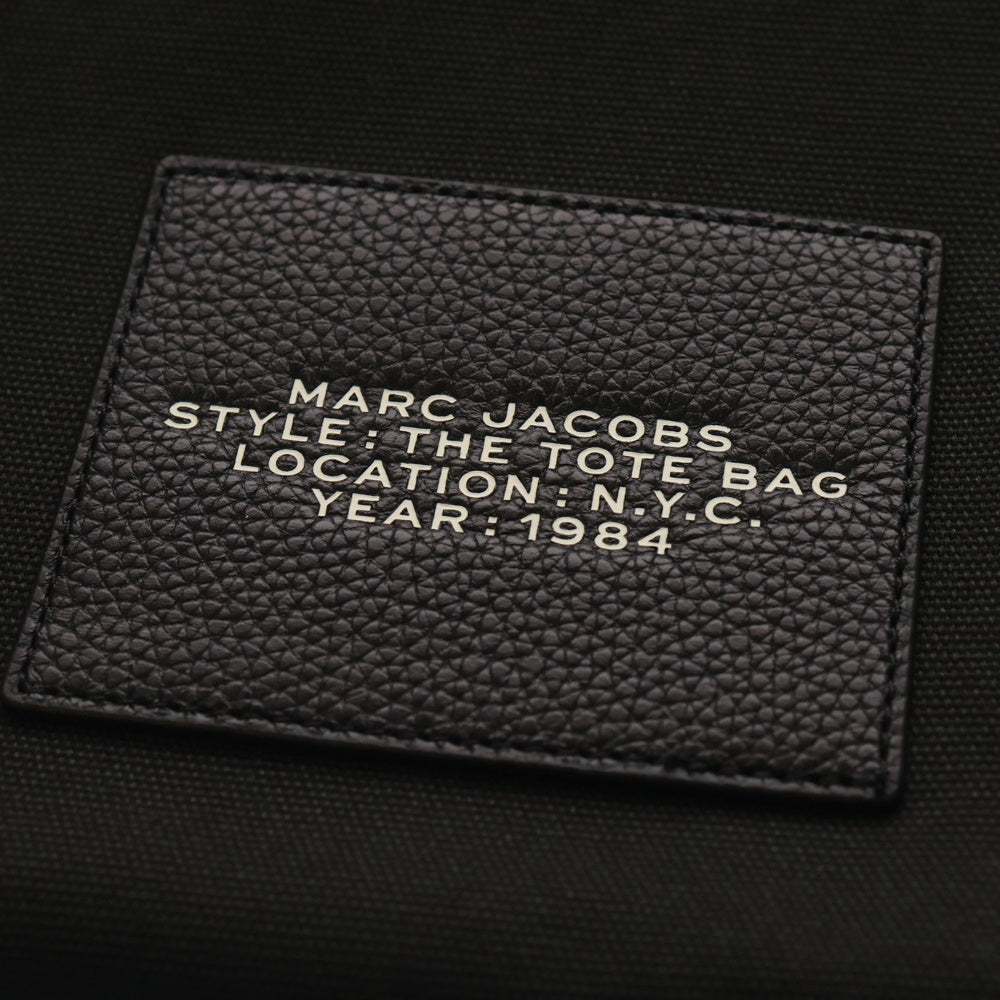 MARC JACOBS
STYLE: THE TOTE BAG
LOCATION: N.Y.C.
YEAR: 1984